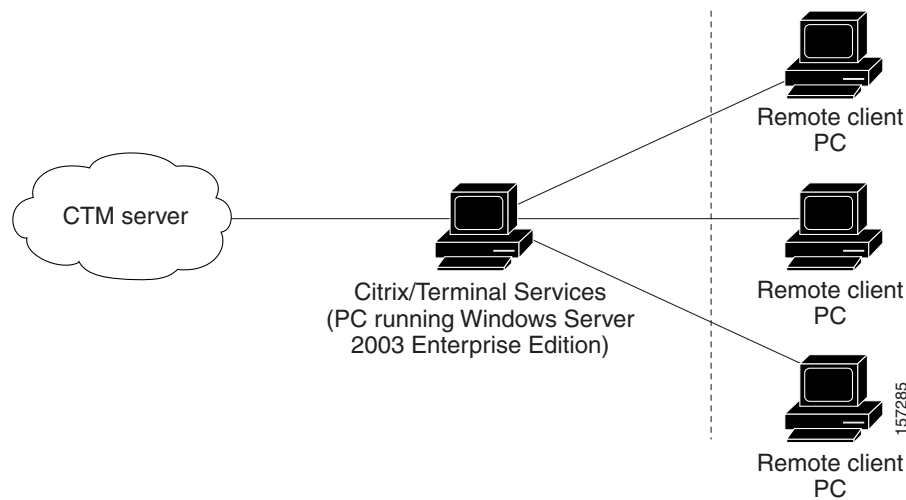 Remote client
PC
CTM server
Citrix/Terminal Services
(PC running Windows Server
2003 Enterprise Edition)
Remote client
PC
157285
Remote client
PC